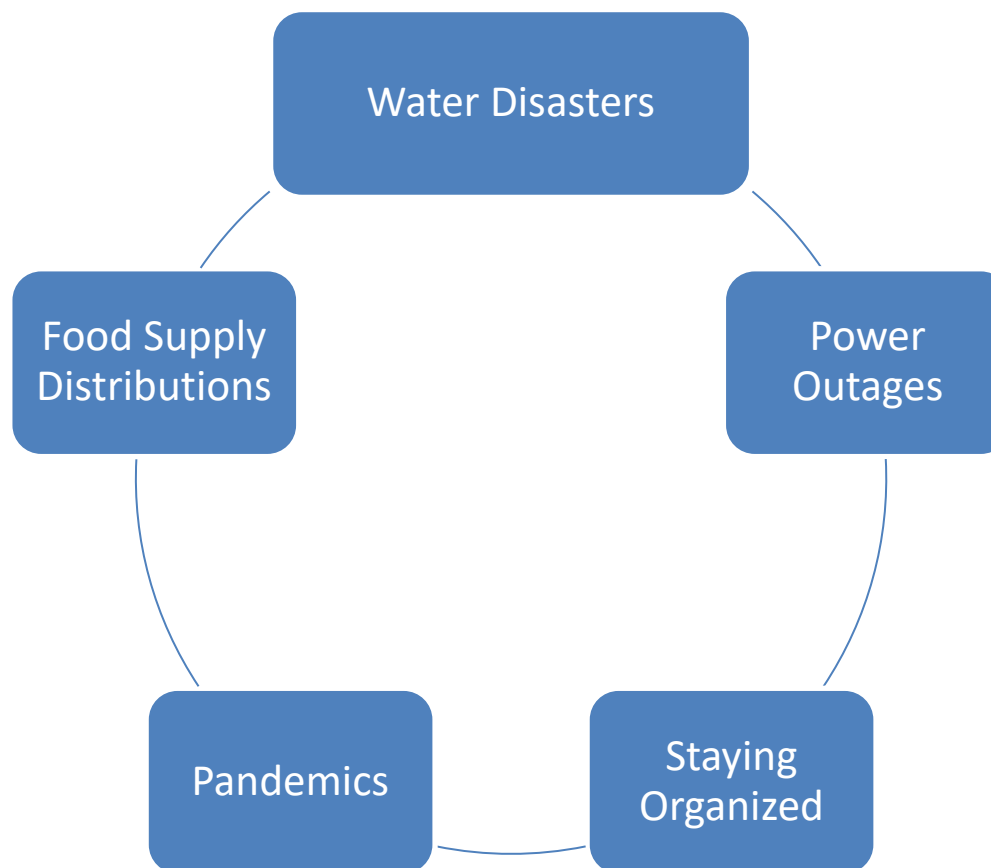 Water Disasters
Food Supply
Distributions
Power
Outages
Pandemics
Staying
Organized